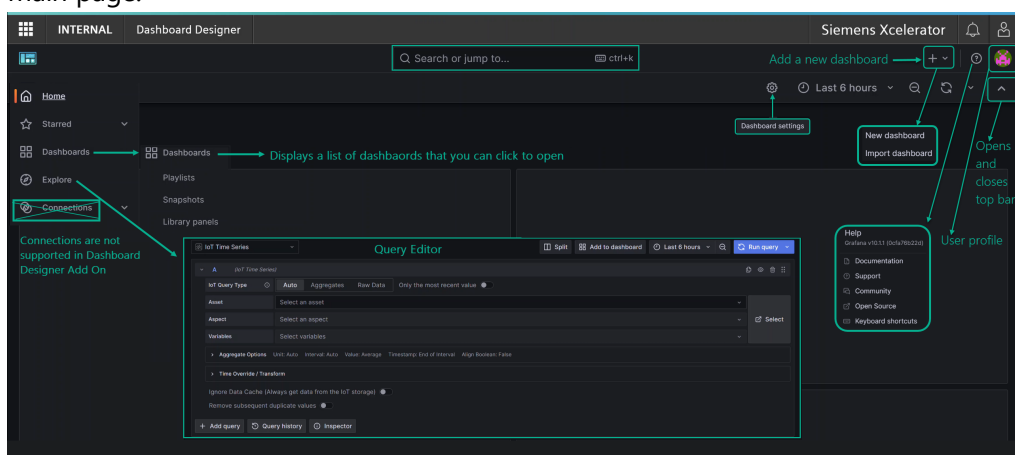 main page.
INTERNAL Dashboard Designer Siemens Xcelerator
Search or jump to... ctrl+k Add a new dashboard
Home Last 6 hours
Starred Dashboard settings New dashboard
Import dashboard
Opens
and
closes
top bar
Dashboards Dashboards Displays a list of dashbaords that you can click to open
Explore Playlists
Connections Snapshots
Library panels
Connections are not
supported in Dashboard
Designer Add On
User profile
Help
Grafana v10.1.1 (0cfa76b22d)
Documentation
Support
Community
Open Source
Keyboard shortcuts
IoT Time Series Query Editor Split Add to dashboard Last 6 hours Run query
A (IoT Time Series)
IoT Query Type Auto Aggregates Raw Data Only the most recent value
Asset Select an asset
Aspect Select an aspect Select
Variables Select variables
Aggregate Options Unit: Auto Interval: Auto Value: Average Timestamp: End of Interval Align Boolean: False
Time Override / Transform
Ignore Data Cache (Always get data from the IoT storage)
Remove subsequent duplicate values
+ Add query Query history Inspector